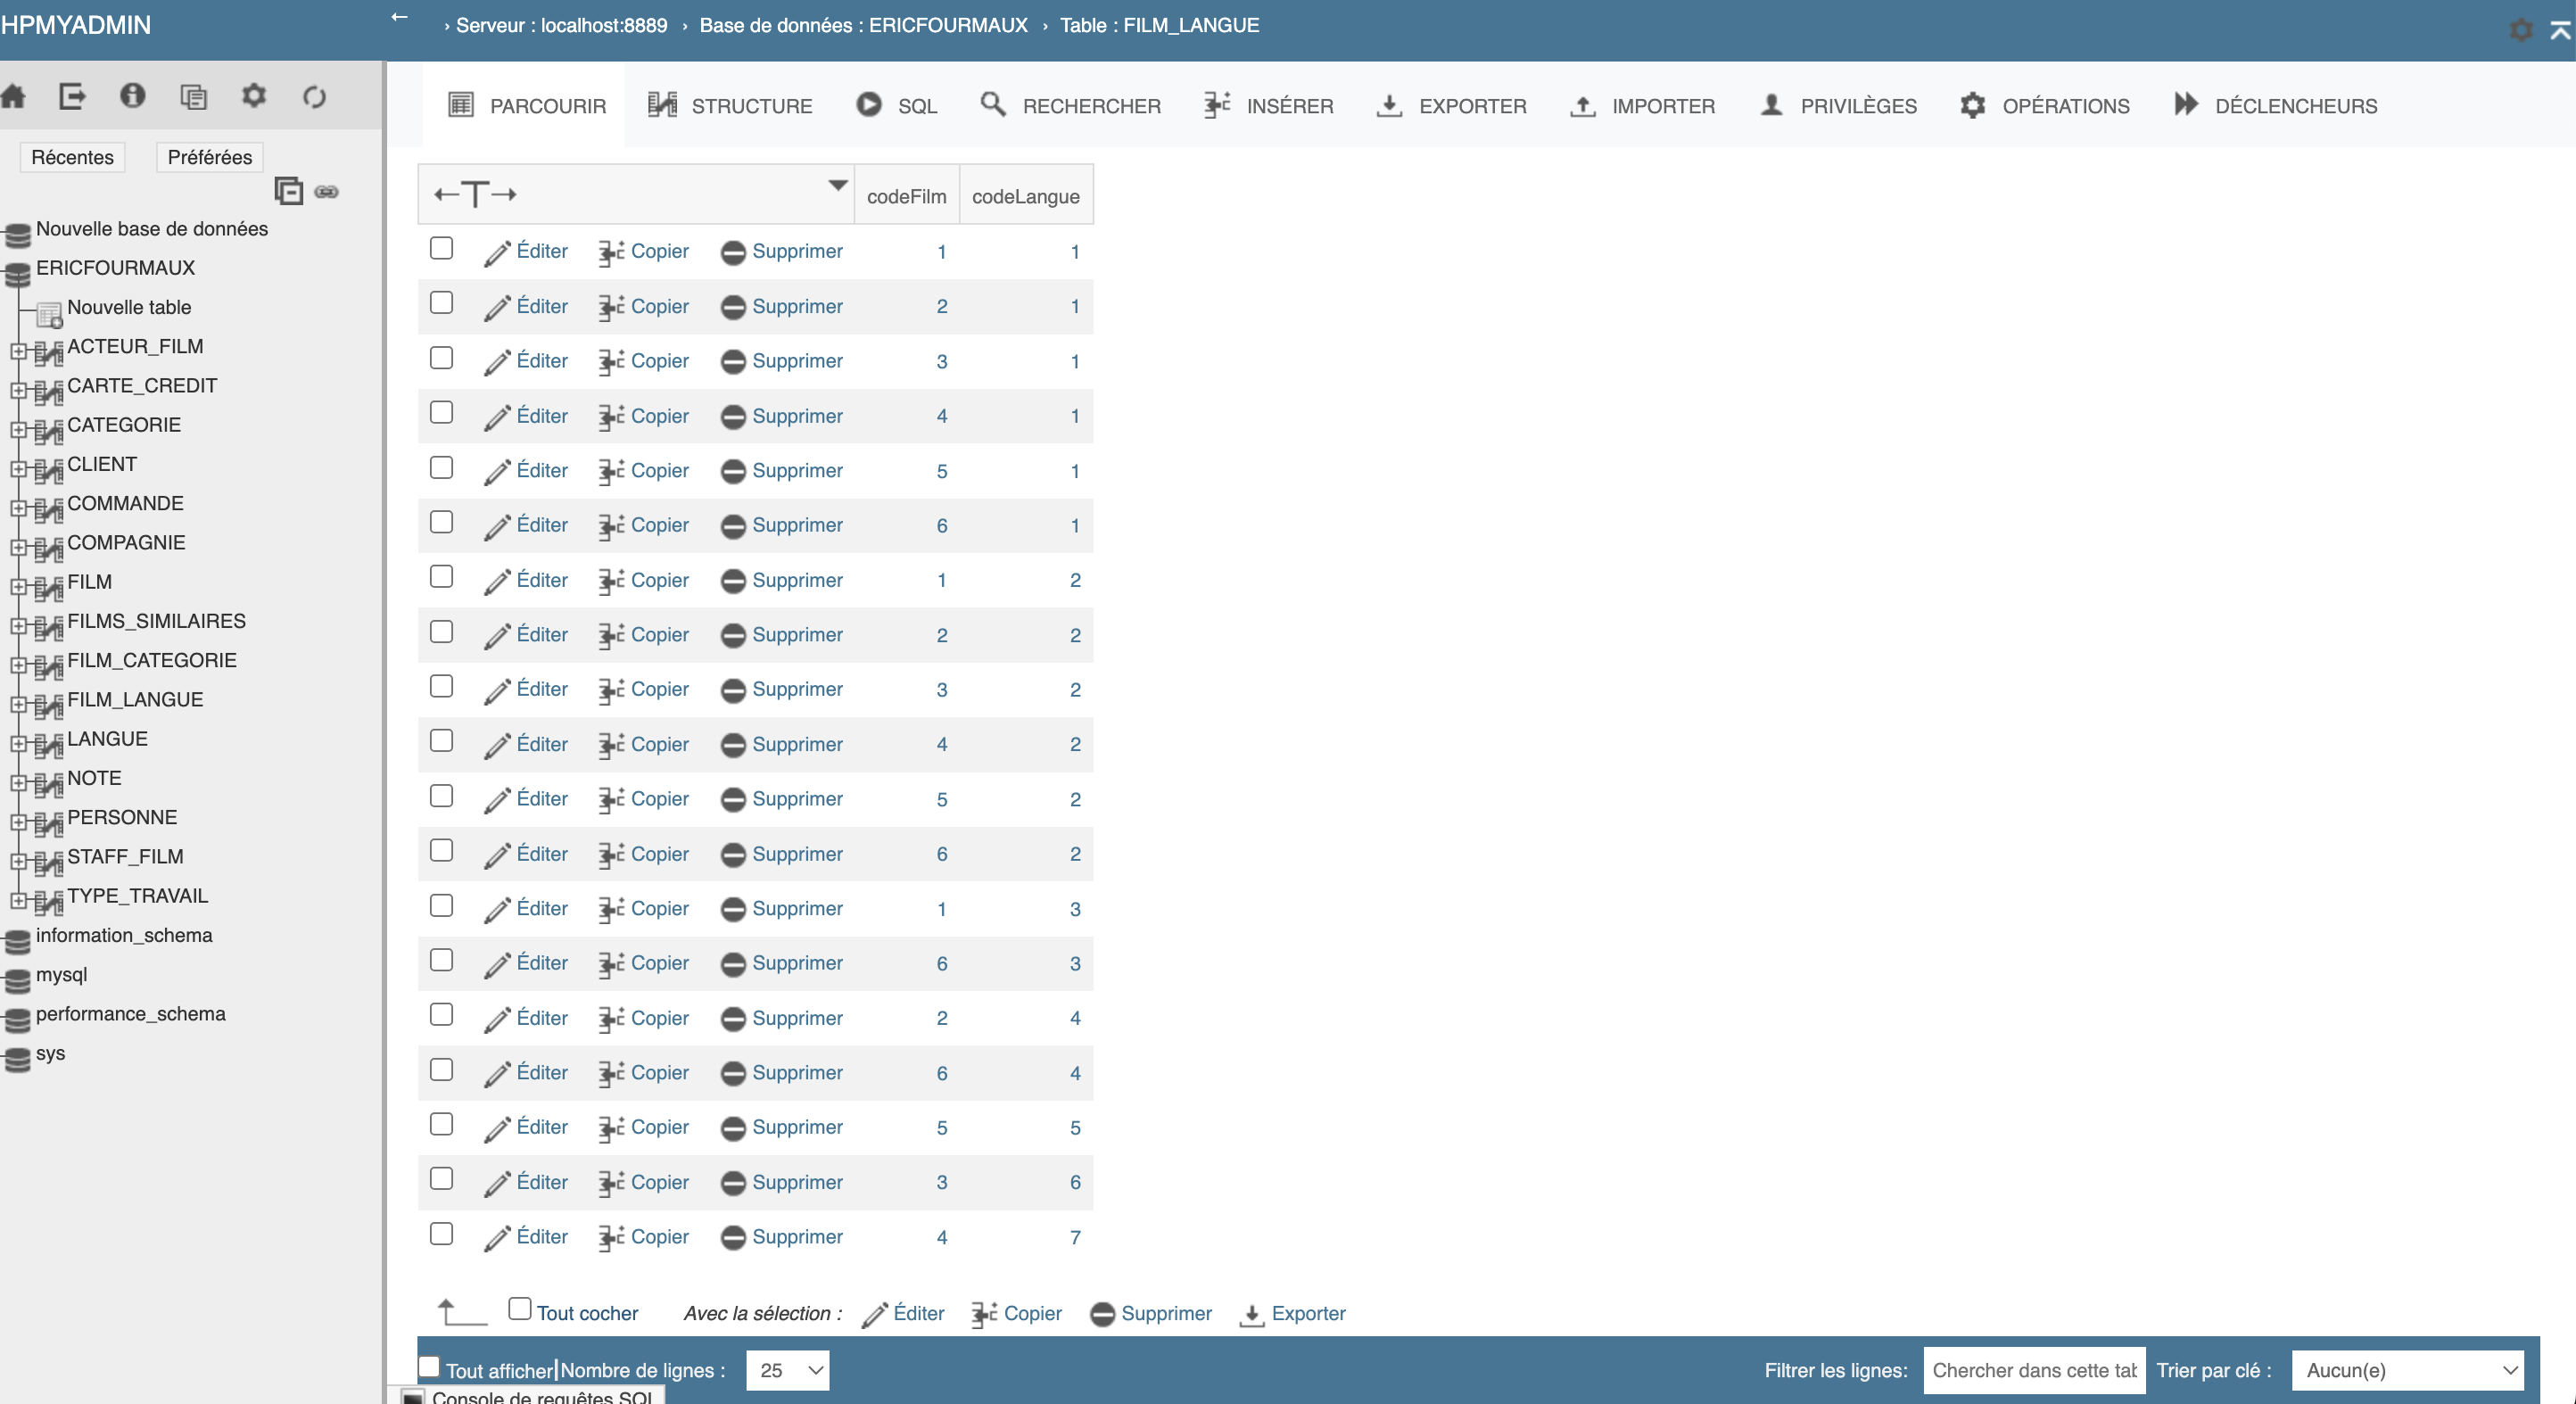 HPMYADMIN
← › Serveur : localhost:8889 › Base de données : ERICFOURMAUX › Table : FILM_LANGUE
PARCOURIR STRUCTURE SQL RECHERCHER INSÉRER EXPORTER IMPORTER PRIVILÈGES OPÉRATIONS DÉCLENCHEURS
Récentes Préférées
Nouvelle base de données
ERICFOURMAUX
Nouvelle table
ACTEUR_FILM
CARTE_CREDIT
CATEGORIE
CLIENT
COMMANDE
COMPAGNIE
FILM
FILMS_SIMILAIRES
FILM_CATEGORIE
FILM_LANGUE
LANGUE
NOTE
PERSONNE
STAFF_FILM
TYPE_TRAVAIL
information_schema
mysql
performance_schema
sys
←T→ codeFilm codeLangue
Éditer Copier Supprimer 1 1
Éditer Copier Supprimer 2 1
Éditer Copier Supprimer 3 1
Éditer Copier Supprimer 4 1
Éditer Copier Supprimer 5 1
Éditer Copier Supprimer 6 1
Éditer Copier Supprimer 1 2
Éditer Copier Supprimer 2 2
Éditer Copier Supprimer 3 2
Éditer Copier Supprimer 4 2
Éditer Copier Supprimer 5 2
Éditer Copier Supprimer 6 2
Éditer Copier Supprimer 1 3
Éditer Copier Supprimer 6 3
Éditer Copier Supprimer 2 4
Éditer Copier Supprimer 6 4
Éditer Copier Supprimer 5 5
Éditer Copier Supprimer 3 6
Éditer Copier Supprimer 4 7
Tout cocher Avec la sélection : Éditer Copier Supprimer Exporter
Tout afficher Nombre de lignes : 25 Filtrer les lignes: Chercher dans cette tab Trier par clé : Aucun(e)
Console de requêtes SQL